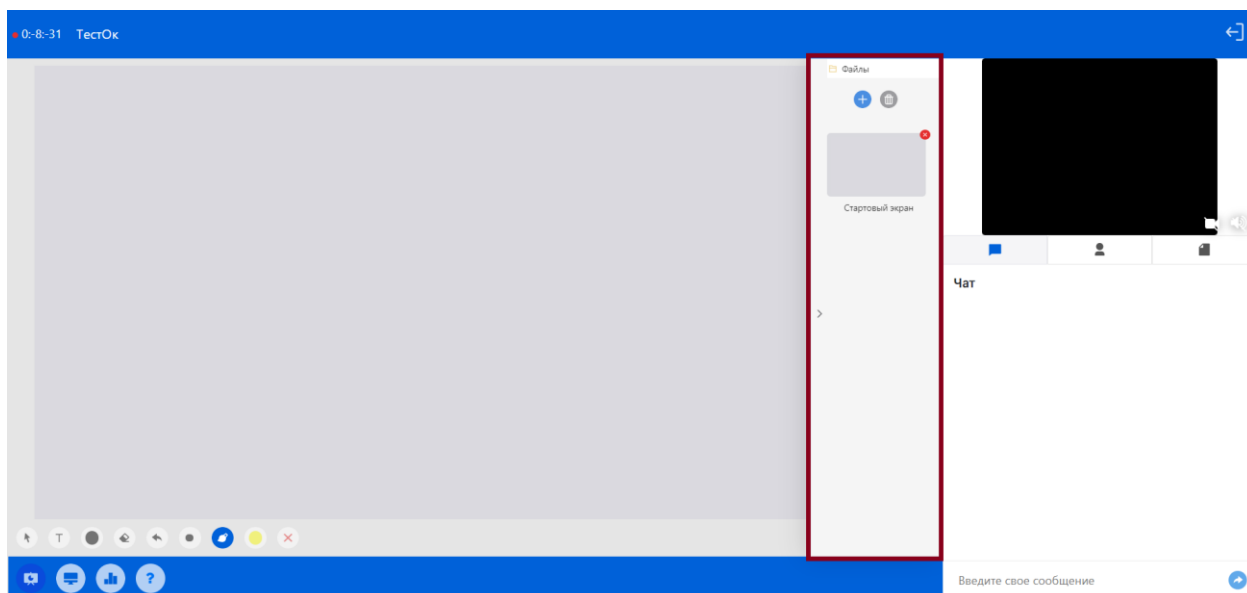 0:-8:-31 ТестОк
Файлы
Стартовый экран
Чат
T
?
Введите свое сообщение